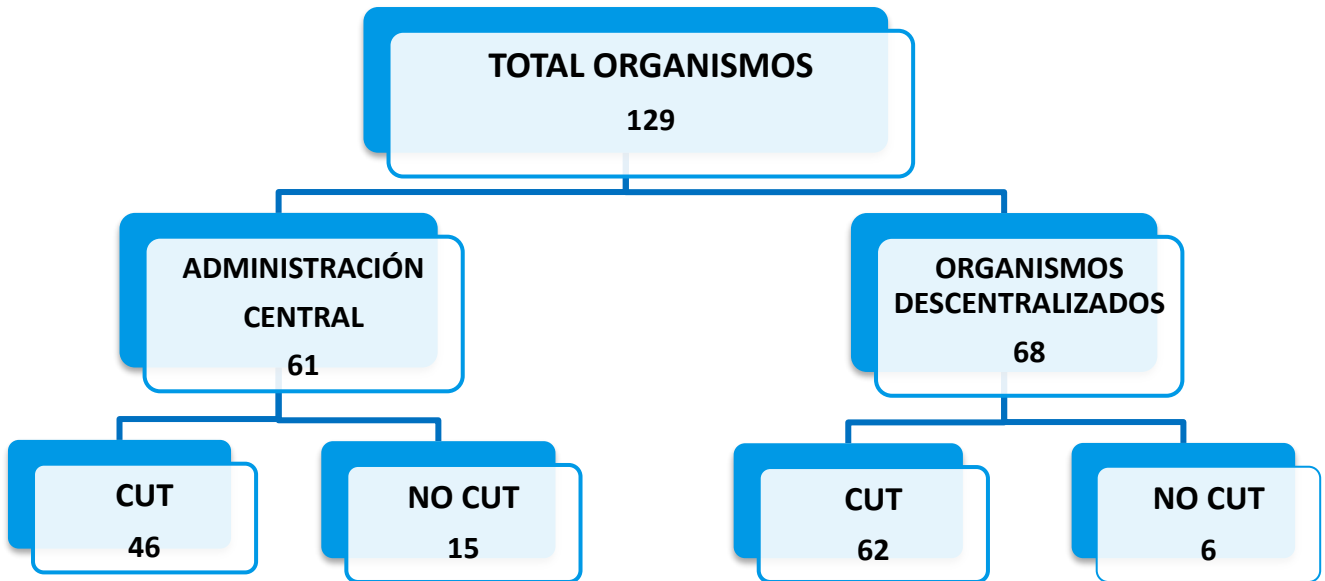 TOTAL ORGANISMOS
129
ADMINISTRACIÓN
CENTRAL
61
ORGANISMOS
DESCENTRALIZADOS
68
CUT
46
NO CUT
15
CUT
62
NO CUT
6